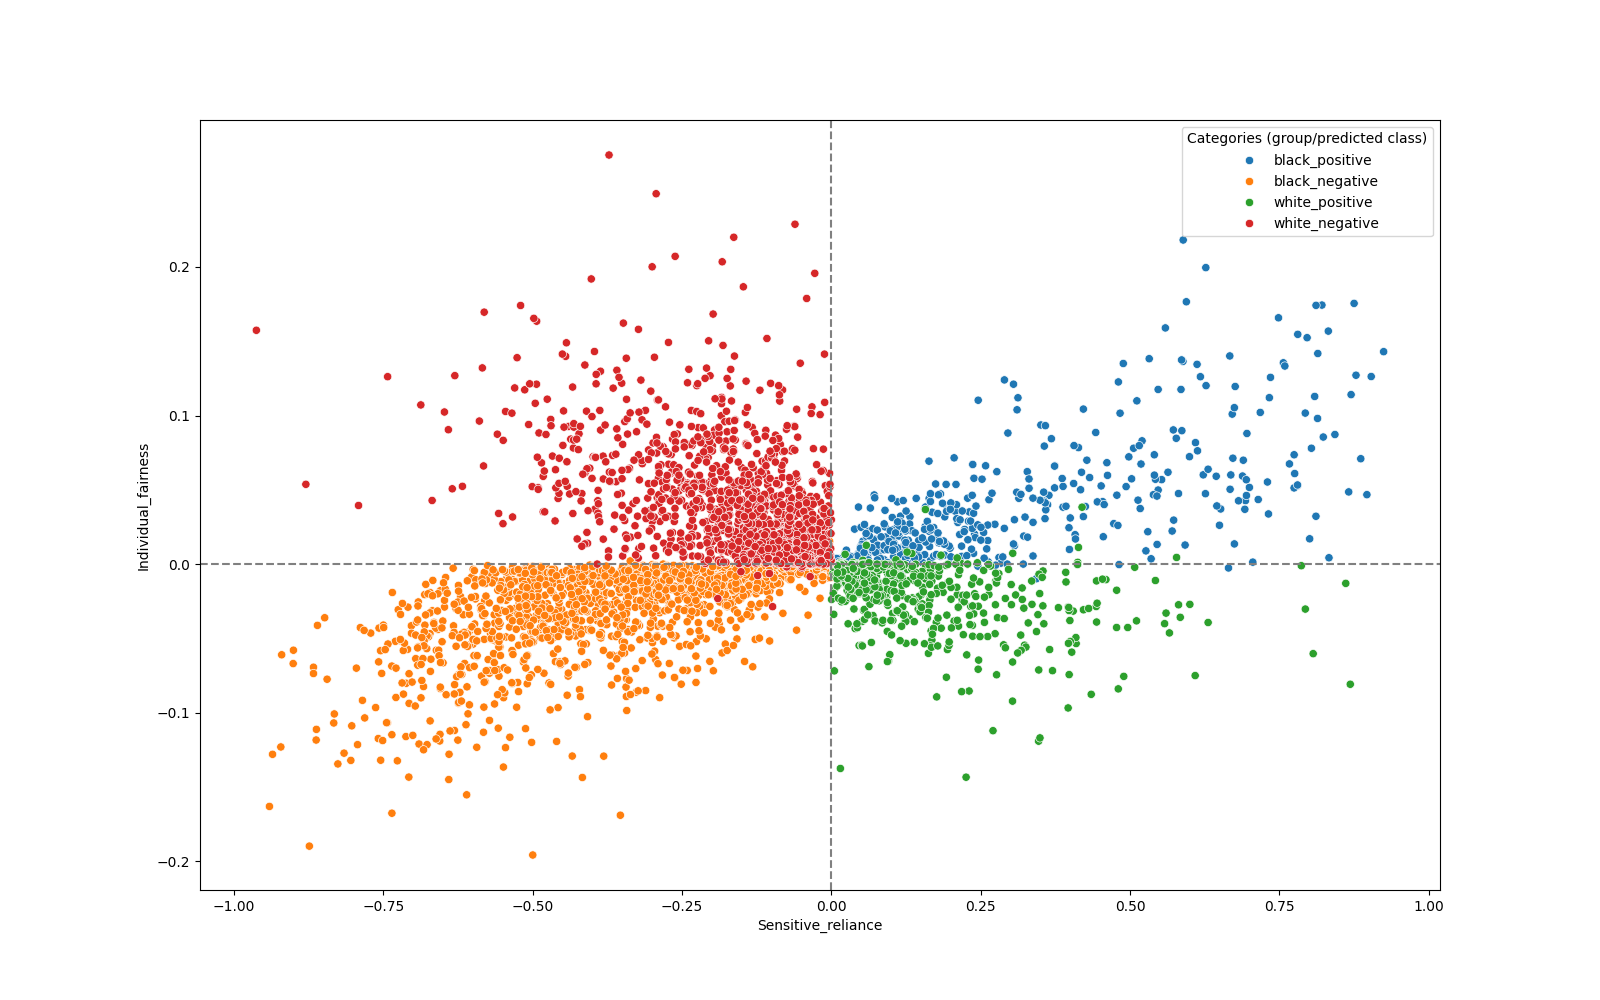 Categories (group/predicted class)
black_positive
black_negative
white_positive
white_negative
Individual_fairness
0.2
0.1
0.0
−0.1
−0.2
−1.00
−0.75
−0.50
−0.25
0.00
0.25
0.50
0.75
1.00
Sensitive_reliance